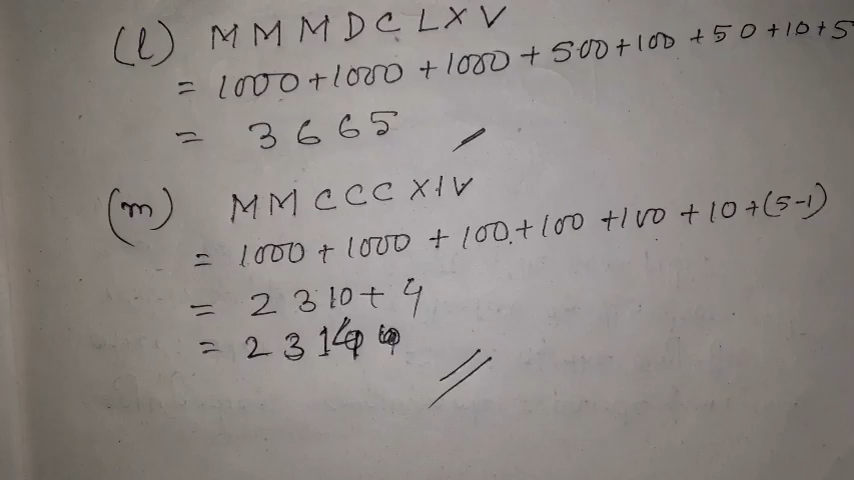 (l) MMMDCLXV
= 1000+1000+1000+500+100+50+10+5
= 3665
(m) MMCCCXIV
= 1000+1000+100+100+100+10+(5-1)
= 2310+4
= 2314